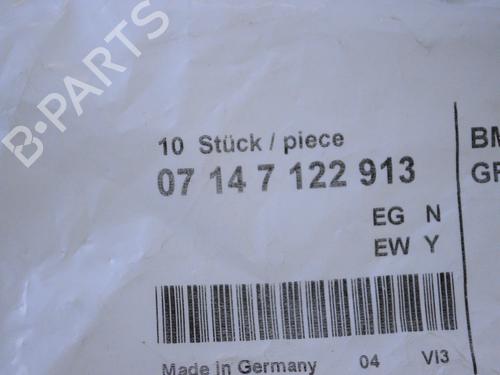 B-PARTS
10 Stück / piece
07 14 7 122 913
EG N
EW Y
BM
GF
Made in Germany 04 VI3